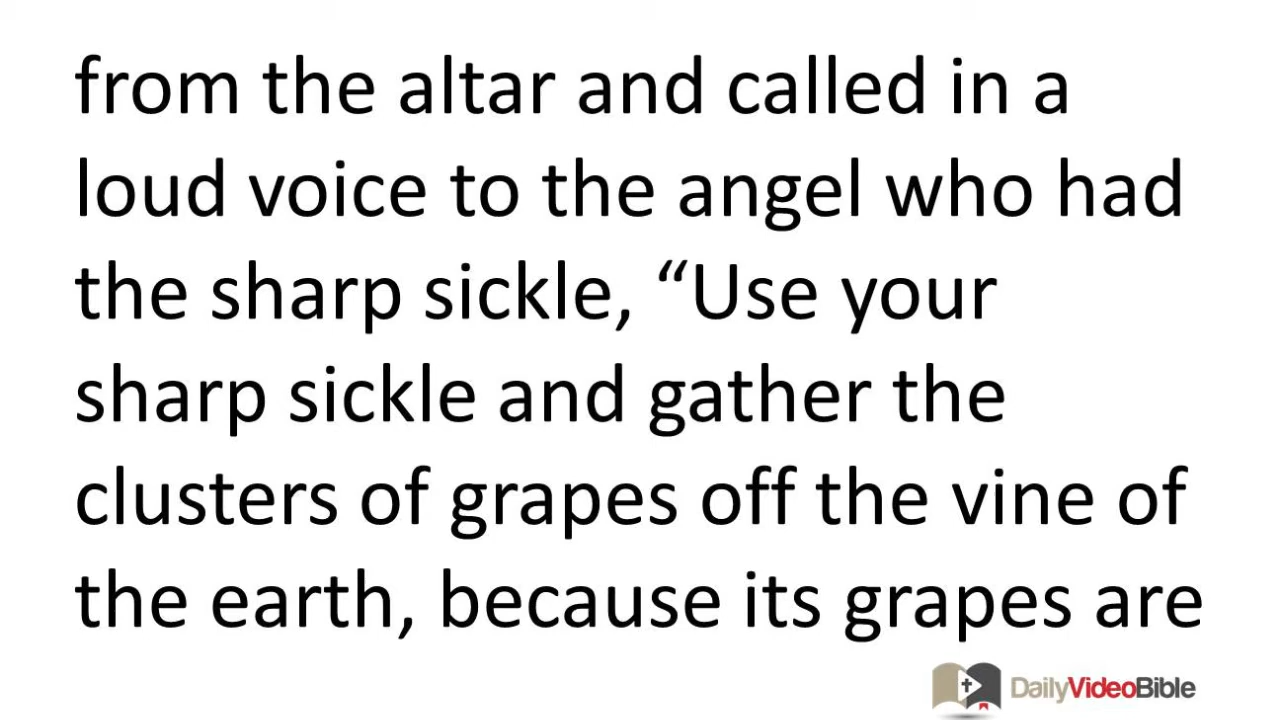 from the altar and called in a
loud voice to the angel who had
the sharp sickle, “Use your
sharp sickle and gather the
clusters of grapes off the vine of
the earth, because its grapes are
DailyVideoBible